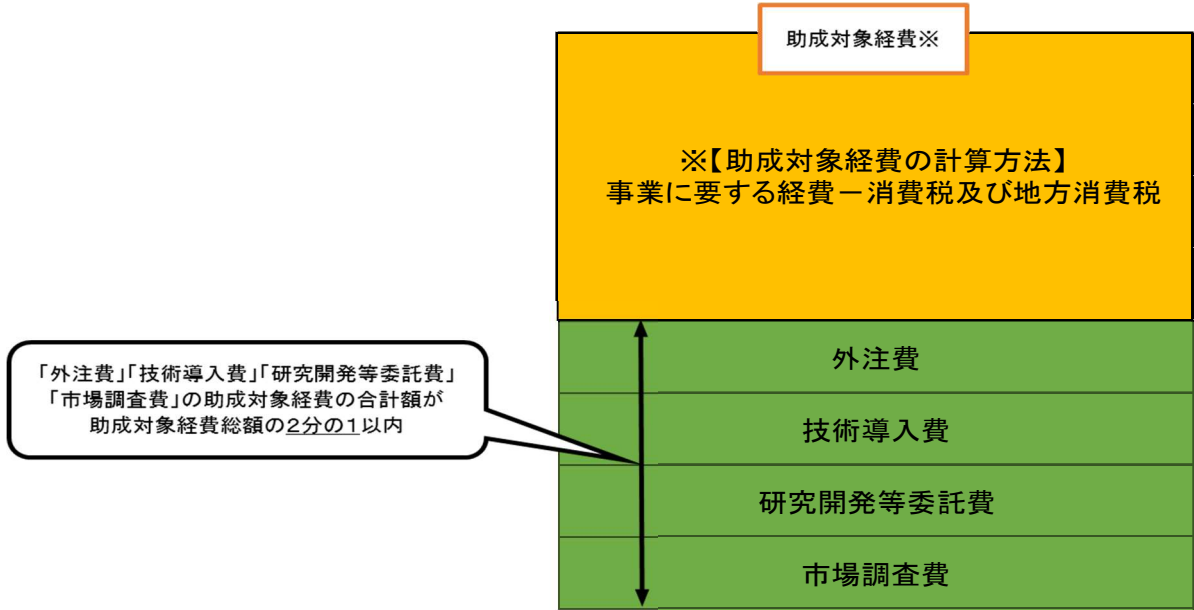 助成対象経費※
※【助成対象経費の計算方法】
事業に要する経費－消費税及び地方消費税
外注費
「外注費」「技術導入費」「研究開発等委託費」
「市場調査費」の助成対象経費の合計額が
助成対象経費総額の2分の1以内
技術導入費
研究開発等委託費
市場調査費